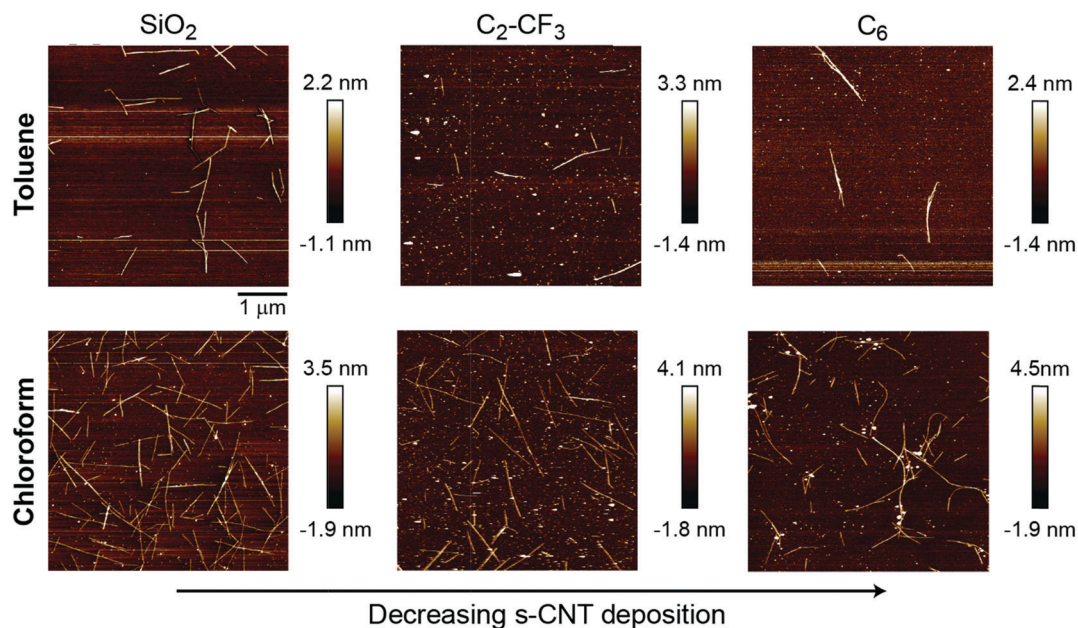 SiO₂ C₂-CF₃ C₆
Toluene
2.2 nm
-1.1 nm
3.3 nm
-1.4 nm
2.4 nm
-1.4 nm
1 μm
Chloroform
3.5 nm
-1.9 nm
4.1 nm
-1.8 nm
4.5nm
-1.9 nm
Decreasing s-CNT deposition